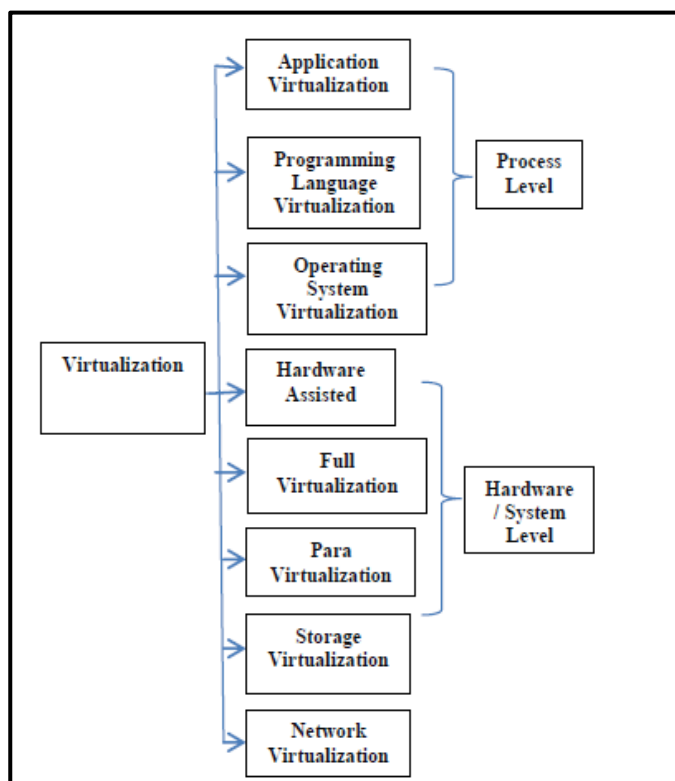 Application
Virtualization
Programming
Language
Virtualization
Process
Level
Operating
System
Virtualization
Virtualization
Hardware
Assisted
Full
Virtualization
Hardware
/ System
Level
Para
Virtualization
Storage
Virtualization
Network
Virtualization